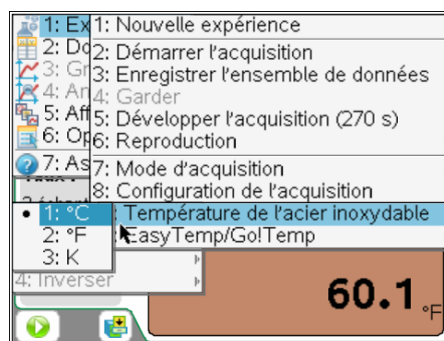 1: Ex
1: Nouvelle expérience
2: Do
2: Démarrer l'acquisition
3: Gr
3: Enregistrer l'ensemble de données
4: An
4: Garder
5: Aff
5: Développer l'acquisition (270 s)
6: Op
6: Reproduction
7: As
7: Mode d'acquisition
8: Configuration de l'acquisition
1: °C
: Température de l'acier inoxydable
2: °F
: EasyTemp/Go!Temp
3: K
4: Inverser
60.1 °F